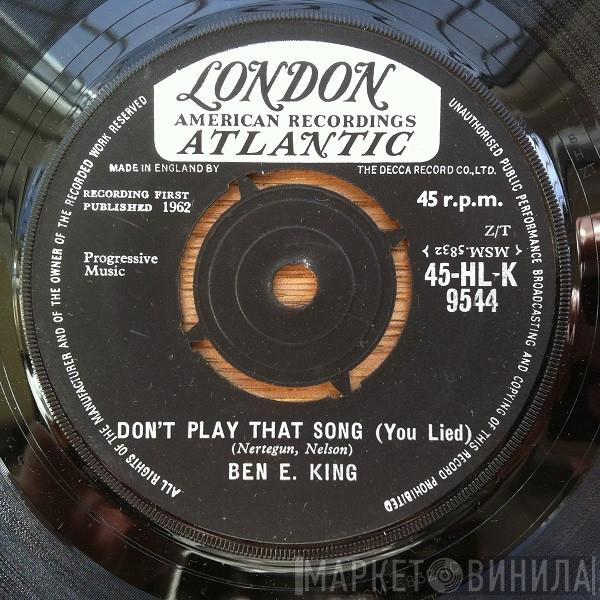 LONDON
AMERICAN RECORDINGS
ATLANTIC
MADE IN ENGLAND BY
THE DECCA RECORD CO., LTD.
RECORDING FIRST
PUBLISHED 1962
45 r.p.m.
Z/T
MSM.5832
Progressive
Music
45-HL-K
9544
DON'T PLAY THAT SONG (You Lied)
(Nertegun, Nelson)
BEN E. KING
ALL RIGHTS OF THE MANUFACTURER AND OF THE OWNER OF THE RECORDED WORK RESERVED
UNAUTHORISED PUBLIC PERFORMANCE BROADCASTING AND COPYING OF THIS RECORD PROHIBITED
МАРКЕТ ВИНИЛА